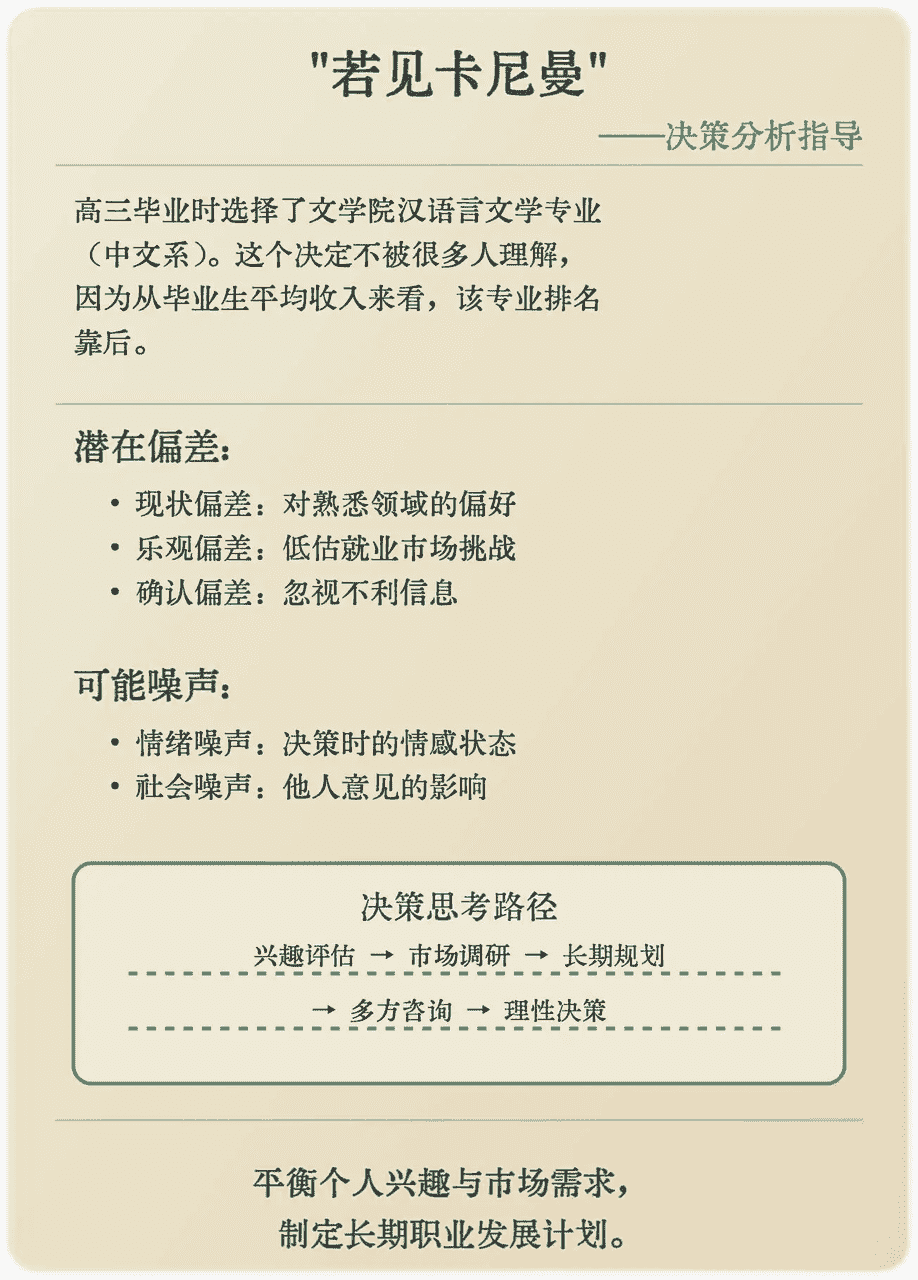 "若见卡尼曼"
——决策分析指导
高三毕业时选择了文学院汉语言文学专业
（中文系）。这个决定不被很多人理解，
因为从毕业生平均收入来看，该专业排名
靠后。
潜在偏差：
• 现状偏差：对熟悉领域的偏好
• 乐观偏差：低估就业市场挑战
• 确认偏差：忽视不利信息
可能噪声：
• 情绪噪声：决策时的情感状态
• 社会噪声：他人意见的影响
决策思考路径
兴趣评估 → 市场调研 → 长期规划
→ 多方咨询 → 理性决策
平衡个人兴趣与市场需求，
制定长期职业发展计划。